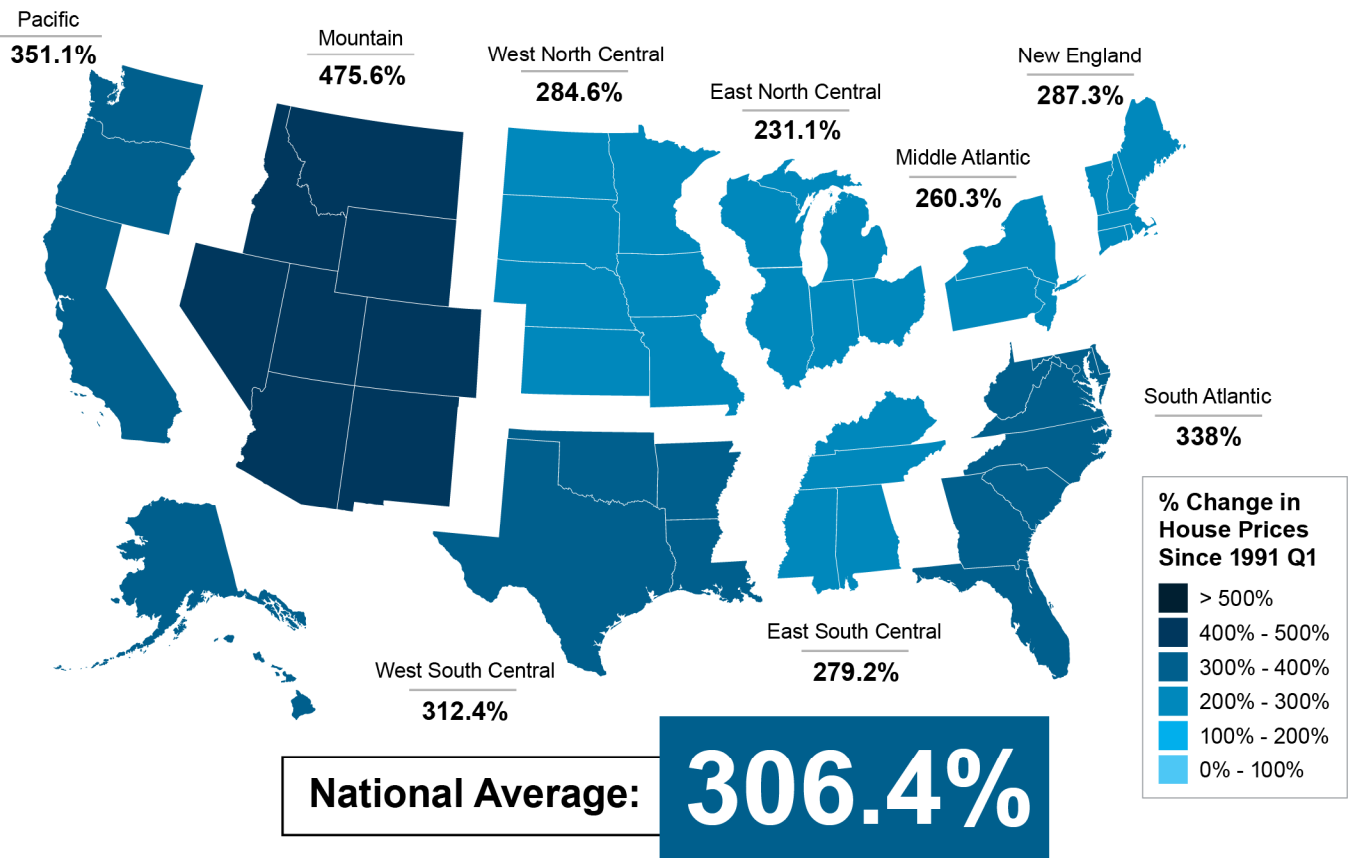 Pacific
351.1%
Mountain
475.6%
West North Central
284.6%
East North Central
231.1%
New England
287.3%
Middle Atlantic
260.3%
South Atlantic
338%
% Change in
House Prices
Since 1991 Q1
> 500%
400% - 500%
300% - 400%
200% - 300%
100% - 200%
0% - 100%
East South Central
279.2%
West South Central
312.4%
National Average:
306.4%